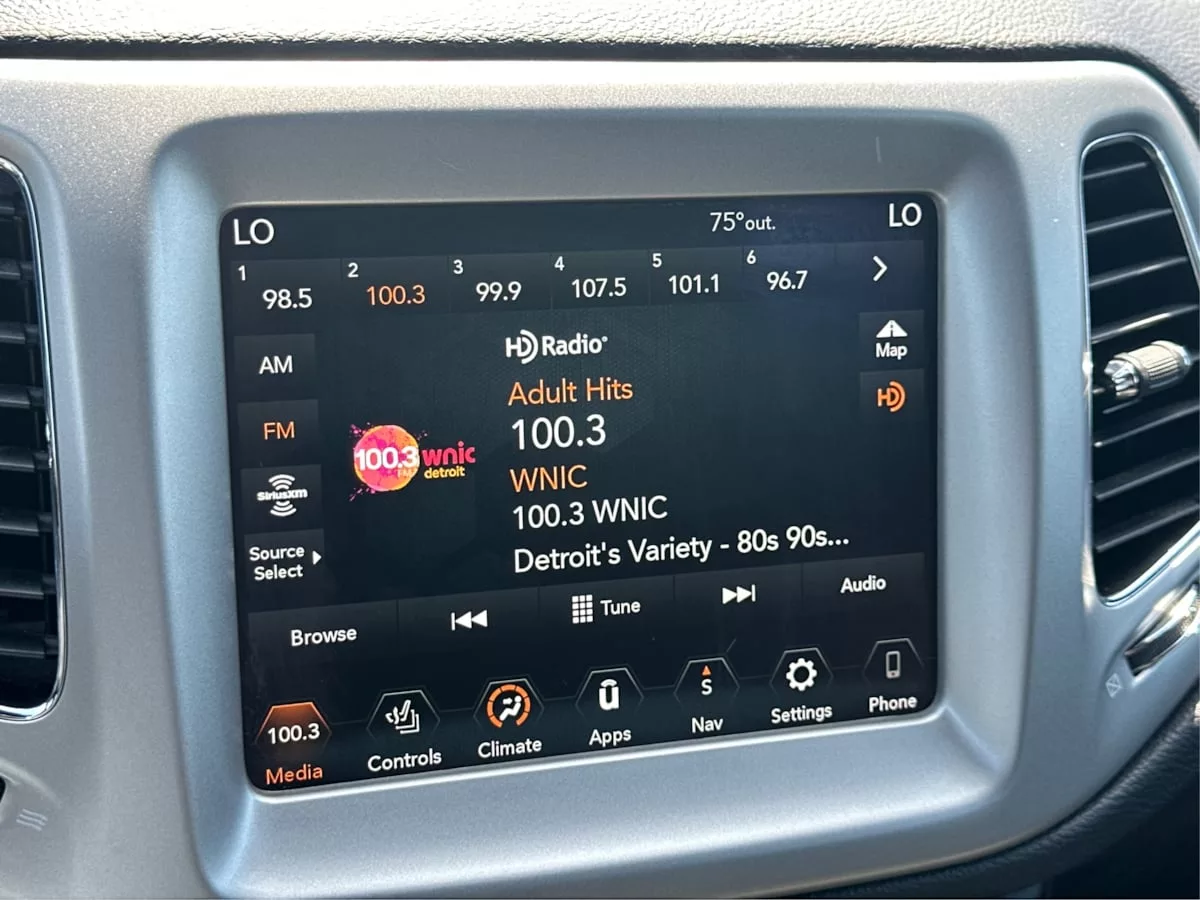 LO 75° out. LO
1 98.5 2 100.3 3 99.9 4 107.5 5 101.1 6 96.7
AM
FM
SiriusXM
Source
Select
HD Radio®
Adult Hits
100.3
WNIC
100.3 WNIC
Detroit's Variety - 80s 90s...
100.3 wnic
FM detroit
Map
HD
Browse Tune Audio
100.3 u S
Media Controls Climate Apps Nav Settings Phone